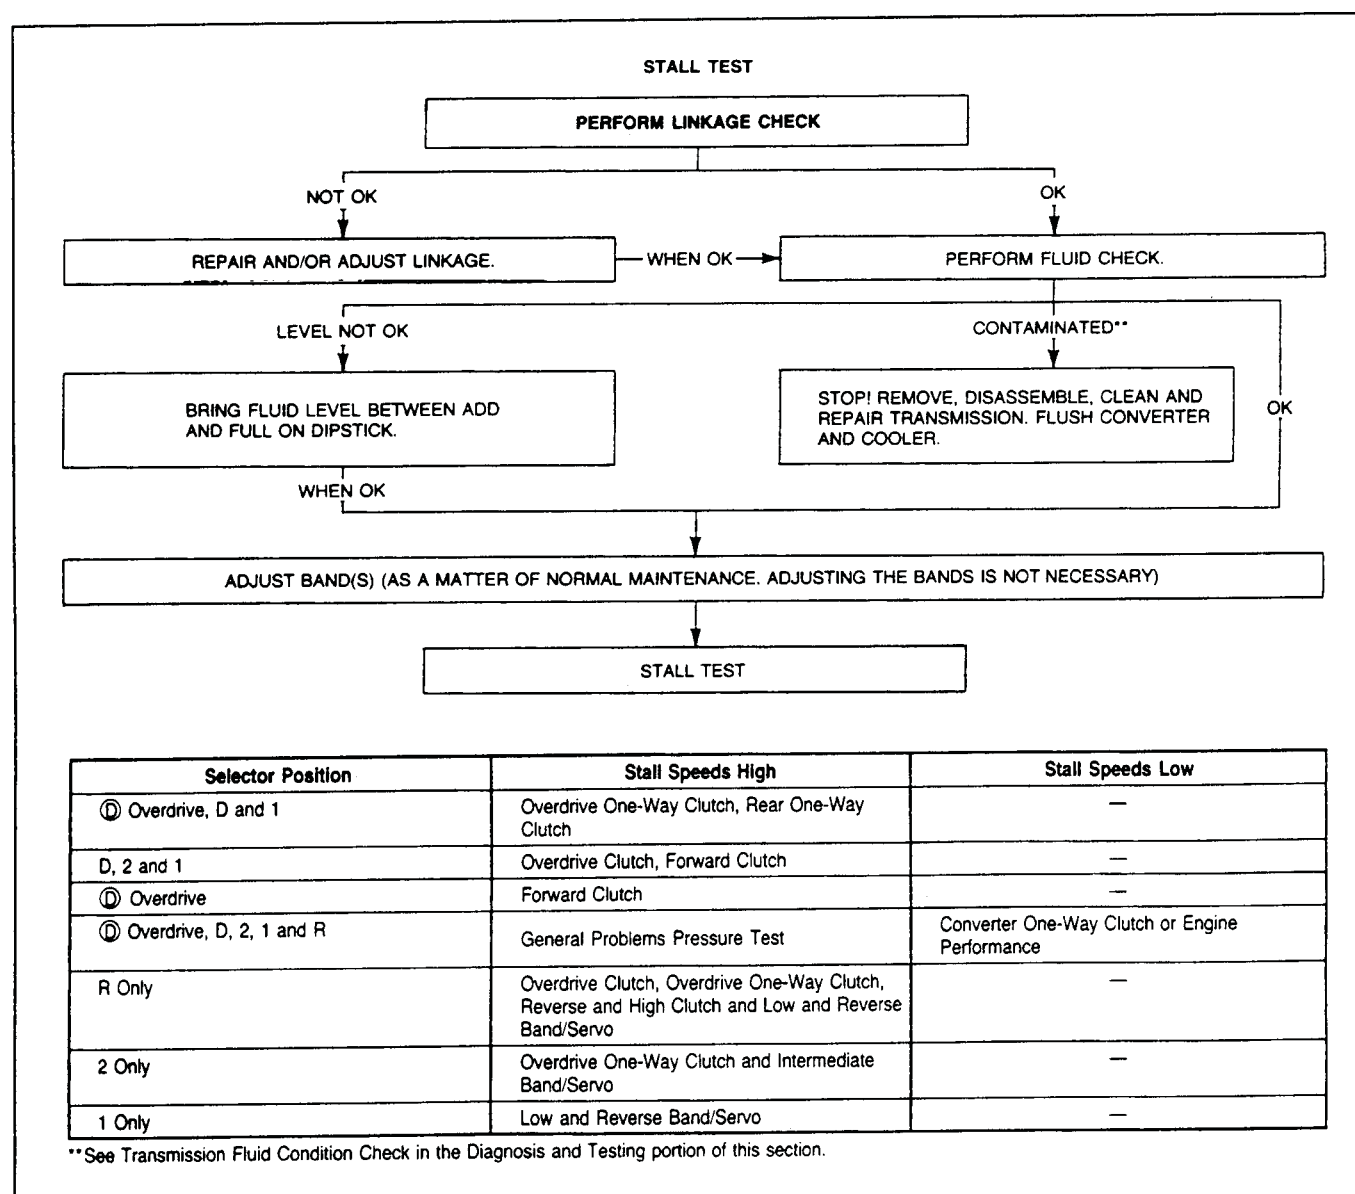 STALL TEST
PERFORM LINKAGE CHECK
NOT OK
OK
REPAIR AND/OR ADJUST LINKAGE.
WHEN OK
PERFORM FLUID CHECK.
LEVEL NOT OK
CONTAMINATED**
BRING FLUID LEVEL BETWEEN ADD
AND FULL ON DIPSTICK.
STOP! REMOVE, DISASSEMBLE, CLEAN AND
REPAIR TRANSMISSION. FLUSH CONVERTER
AND COOLER.
OK
WHEN OK
ADJUST BAND(S) (AS A MATTER OF NORMAL MAINTENANCE. ADJUSTING THE BANDS IS NOT NECESSARY)
STALL TEST
Selector Position
Stall Speeds High
Stall Speeds Low
Ⓓ Overdrive, D and 1
Overdrive One-Way Clutch, Rear One-Way
Clutch
—
D, 2 and 1
Overdrive Clutch, Forward Clutch
—
Ⓓ Overdrive
Forward Clutch
—
Ⓓ Overdrive, D, 2, 1 and R
General Problems Pressure Test
Converter One-Way Clutch or Engine
Performance
R Only
Overdrive Clutch, Overdrive One-Way Clutch,
Reverse and High Clutch and Low and Reverse
Band/Servo
—
2 Only
Overdrive One-Way Clutch and Intermediate
Band/Servo
—
1 Only
Low and Reverse Band/Servo
—
**See Transmission Fluid Condition Check in the Diagnosis and Testing portion of this section.